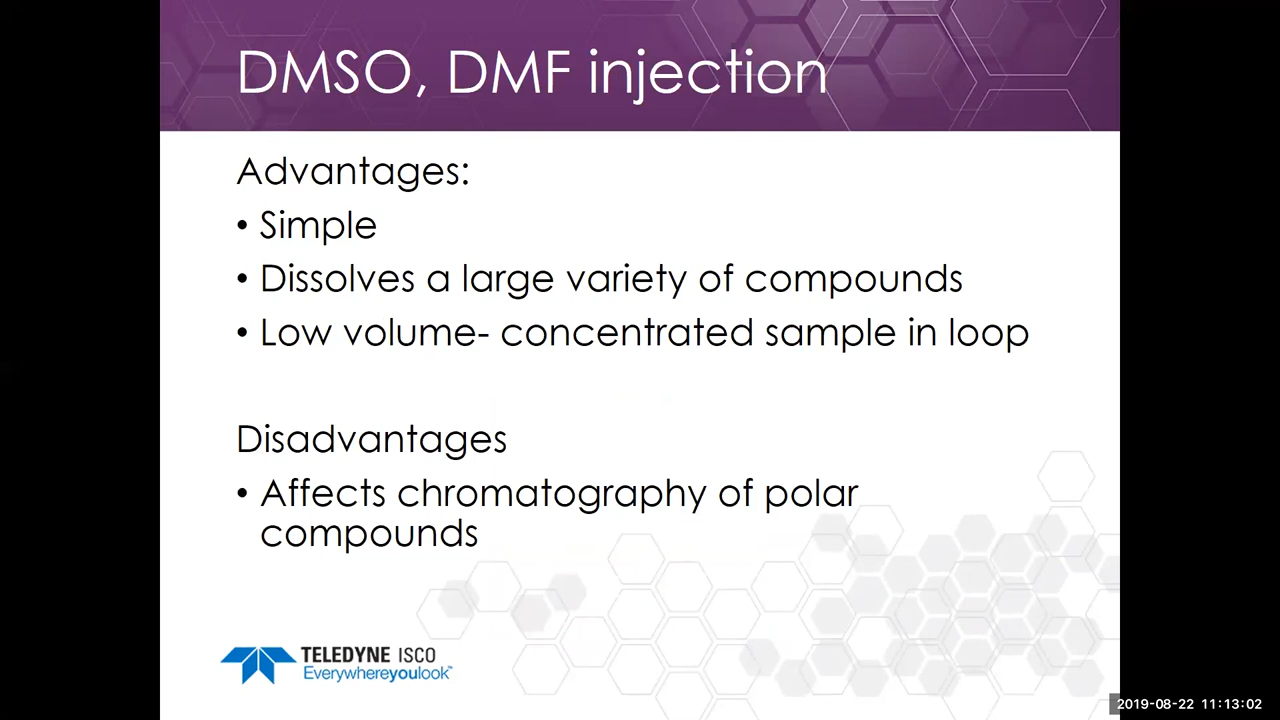 DMSO, DMF injection
Advantages:
• Simple
• Dissolves a large variety of compounds
• Low volume- concentrated sample in loop
Disadvantages
• Affects chromatography of polar
compounds
TELEDYNE ISCO
Everywhereyoulook™
2019-08-22 11:13:02